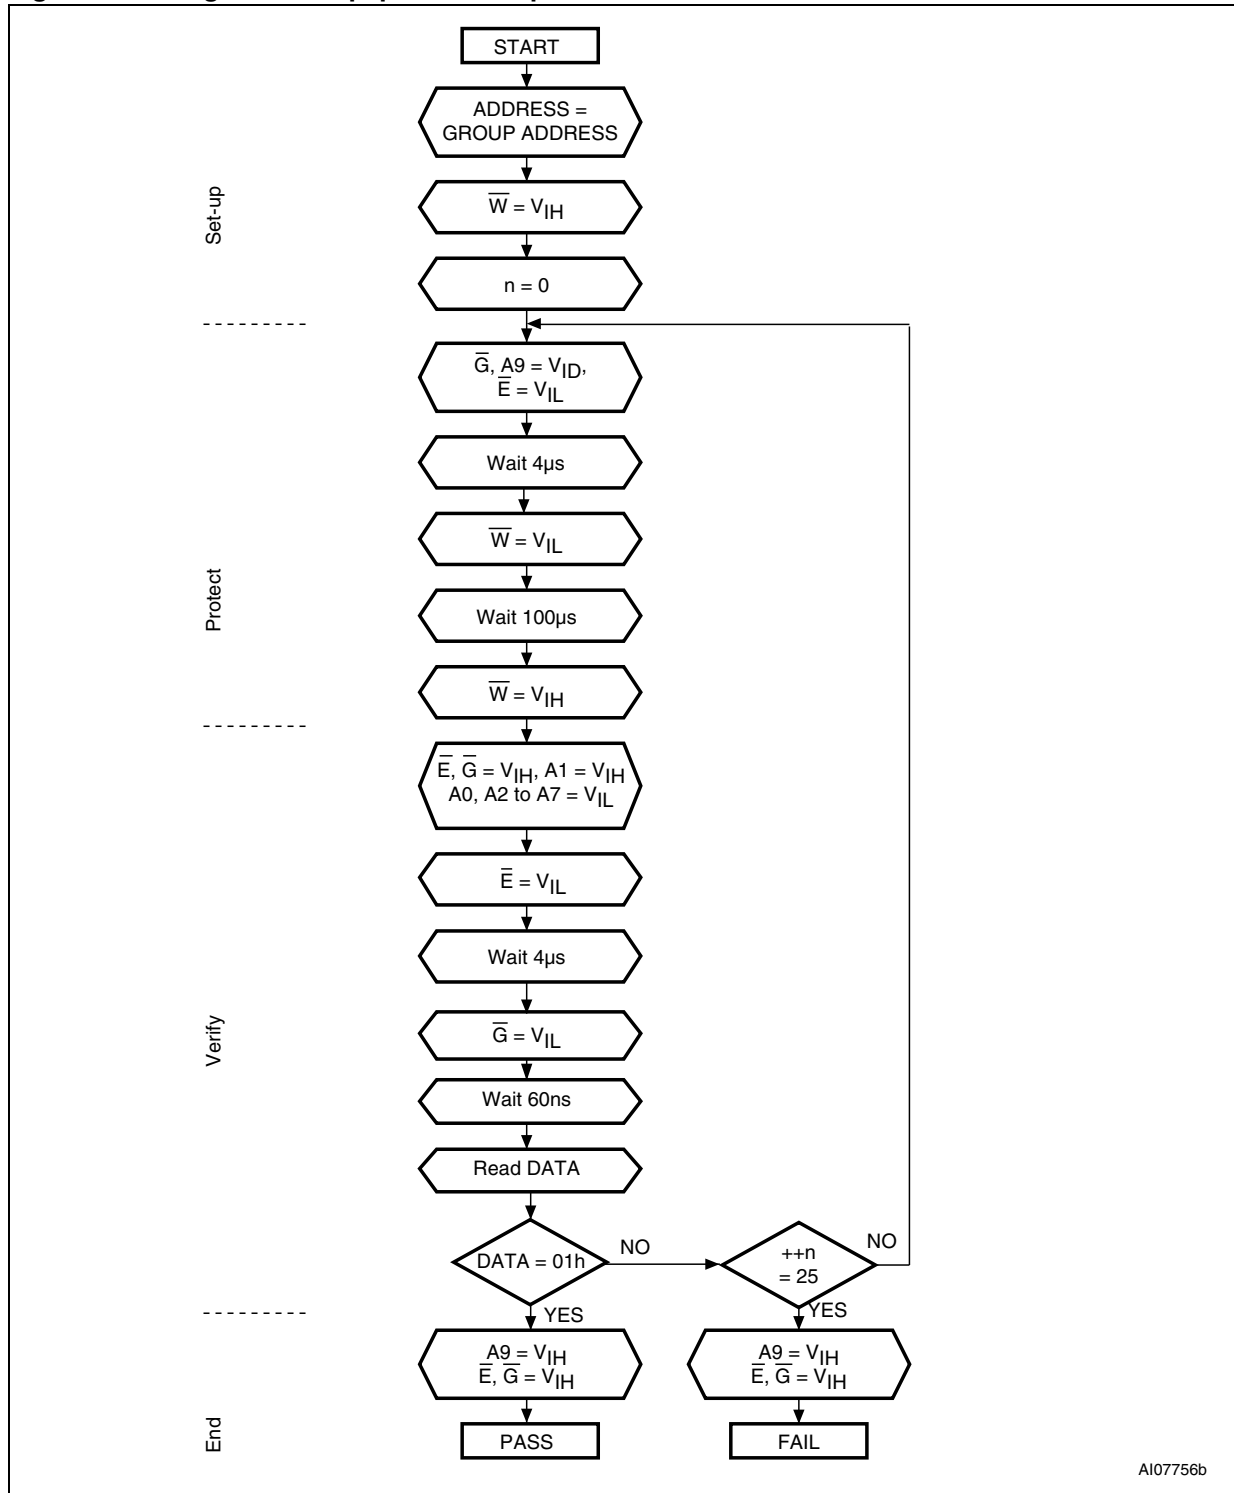 START
ADDRESS =
GROUP ADDRESS
Set-up
W̅ = VIH
n = 0
G̅, A9 = VID,
E̅ = VIL
Wait 4µs
W̅ = VIL
Protect
Wait 100µs
W̅ = VIH
E̅, G̅ = VIH, A1 = VIH
A0, A2 to A7 = VIL
E̅ = VIL
Wait 4µs
Verify
G̅ = VIL
Wait 60ns
Read DATA
DATA = 01h
NO
++n
= 25
NO
YES
YES
A9 = VIH
E̅, G̅ = VIH
A9 = VIH
E̅, G̅ = VIH
End
PASS
FAIL
AI07756b